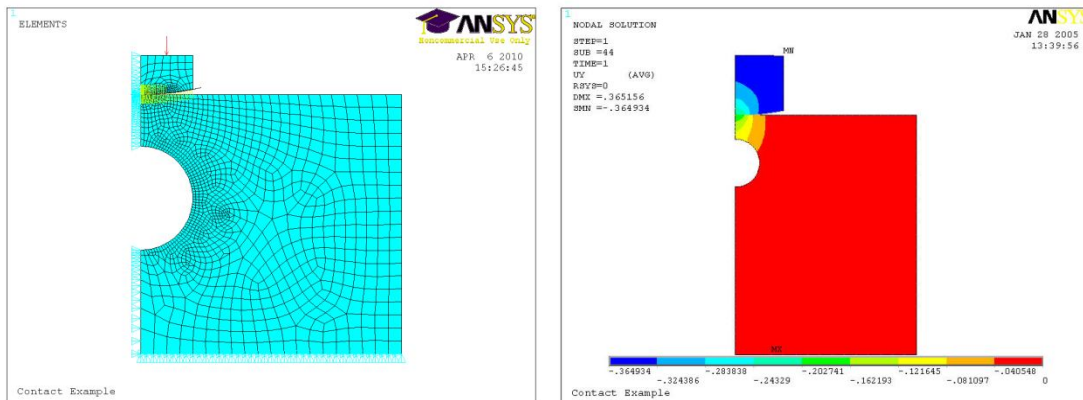 1
ELEMENTS
ANSYS
Noncommercial Use Only
APR 6 2010
15:26:45
Contact Example
1
NODAL SOLUTION
STEP=1
SUB =44
TIME=1
UY (AVG)
RSYS=0
DMX =.365156
SMN =-.364934
ANSYS
JAN 28 2005
13:39:56
MN
MX
-.364934 -.283838 -.202741 -.121645 -.040548
-.324386 -.24329 -.162193 -.081097 0
Contact Example